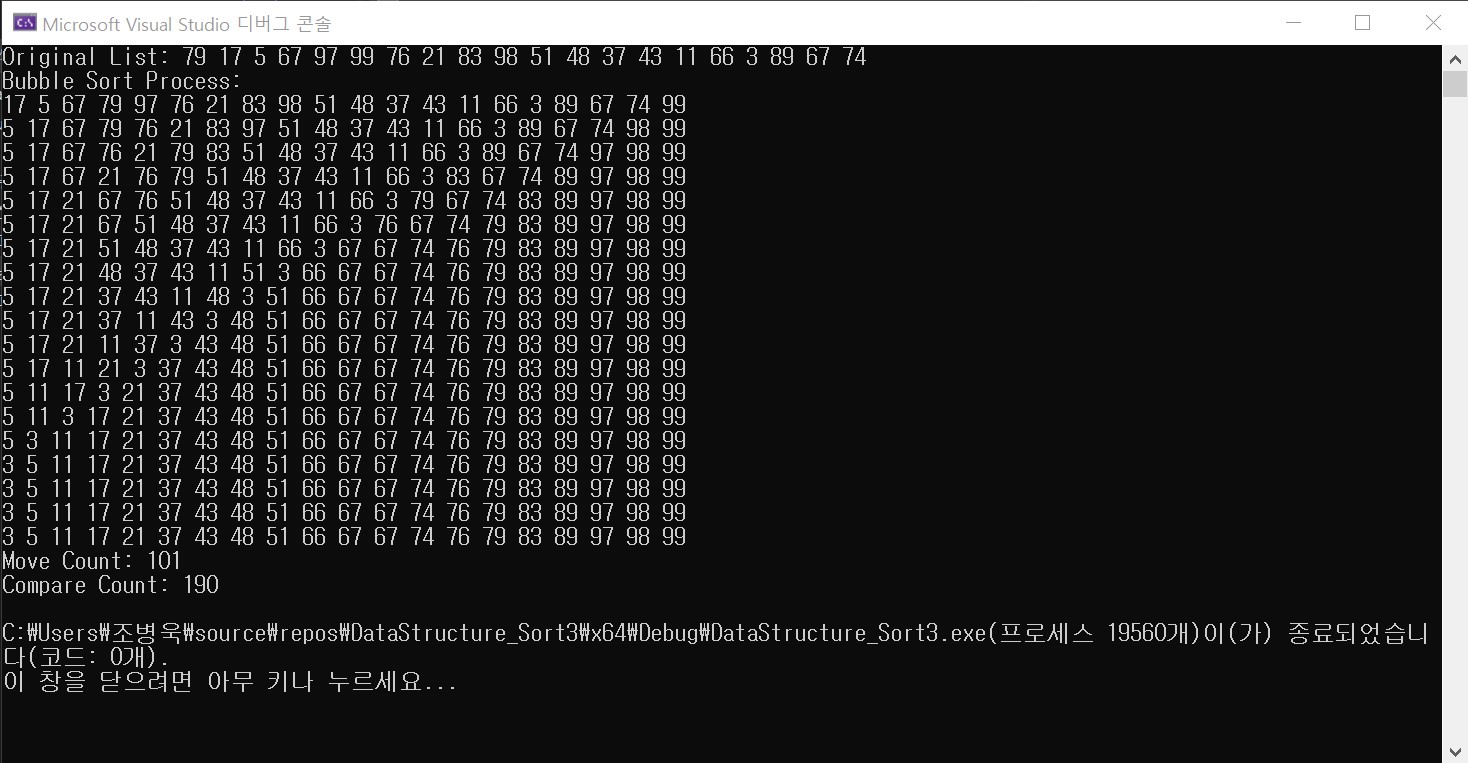 Microsoft Visual Studio 디버그 콘솔
Original List: 79 17 5 67 97 99 76 21 83 98 51 48 37 43 11 66 3 89 67 74
Bubble Sort Process:
17 5 67 79 97 76 21 83 98 51 48 37 43 11 66 3 89 67 74 99
5 17 67 79 76 21 83 97 51 48 37 43 11 66 3 89 67 74 98 99
5 17 67 76 21 79 83 51 48 37 43 11 66 3 89 67 74 97 98 99
5 17 67 21 76 79 51 48 37 43 11 66 3 83 67 74 89 97 98 99
5 17 21 67 76 51 48 37 43 11 66 3 79 67 74 83 89 97 98 99
5 17 21 67 51 48 37 43 11 66 3 76 67 74 79 83 89 97 98 99
5 17 21 51 48 37 43 11 66 3 67 67 74 76 79 83 89 97 98 99
5 17 21 48 37 43 11 51 3 66 67 67 74 76 79 83 89 97 98 99
5 17 21 37 43 11 48 3 51 66 67 67 74 76 79 83 89 97 98 99
5 17 21 37 11 43 3 48 51 66 67 67 74 76 79 83 89 97 98 99
5 17 21 11 37 3 43 48 51 66 67 67 74 76 79 83 89 97 98 99
5 17 11 21 3 37 43 48 51 66 67 67 74 76 79 83 89 97 98 99
5 11 17 3 21 37 43 48 51 66 67 67 74 76 79 83 89 97 98 99
5 11 3 17 21 37 43 48 51 66 67 67 74 76 79 83 89 97 98 99
5 3 11 17 21 37 43 48 51 66 67 67 74 76 79 83 89 97 98 99
3 5 11 17 21 37 43 48 51 66 67 67 74 76 79 83 89 97 98 99
3 5 11 17 21 37 43 48 51 66 67 67 74 76 79 83 89 97 98 99
3 5 11 17 21 37 43 48 51 66 67 67 74 76 79 83 89 97 98 99
3 5 11 17 21 37 43 48 51 66 67 67 74 76 79 83 89 97 98 99
Move Count: 101
Compare Count: 190
C:₩Users₩조병욱₩source₩repos₩DataStructure_Sort3₩x64₩Debug₩DataStructure_Sort3.exe(프로세스 19560개)이(가) 종료되었습니
다(코드: 0개).
이 창을 닫으려면 아무 키나 누르세요...